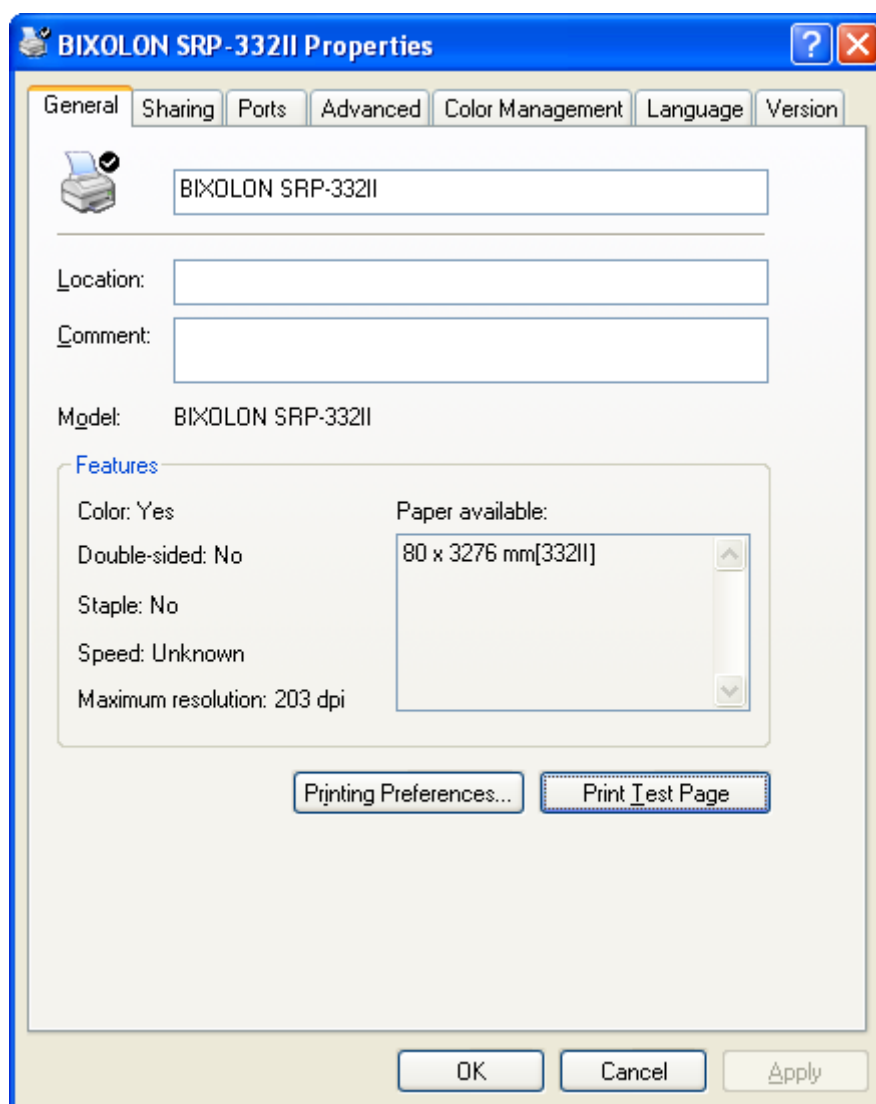 BIXOLON SRP-332II Properties
General Sharing Ports Advanced Color Management Language Version
BIXOLON SRP-332II
Location:
Comment:
Model: BIXOLON SRP-332II
Features
Color: Yes
Paper available:
Double-sided: No
80 x 3276 mm[332II]
Staple: No
Speed: Unknown
Maximum resolution: 203 dpi
Printing Preferences...
Print Test Page
OK
Cancel
Apply